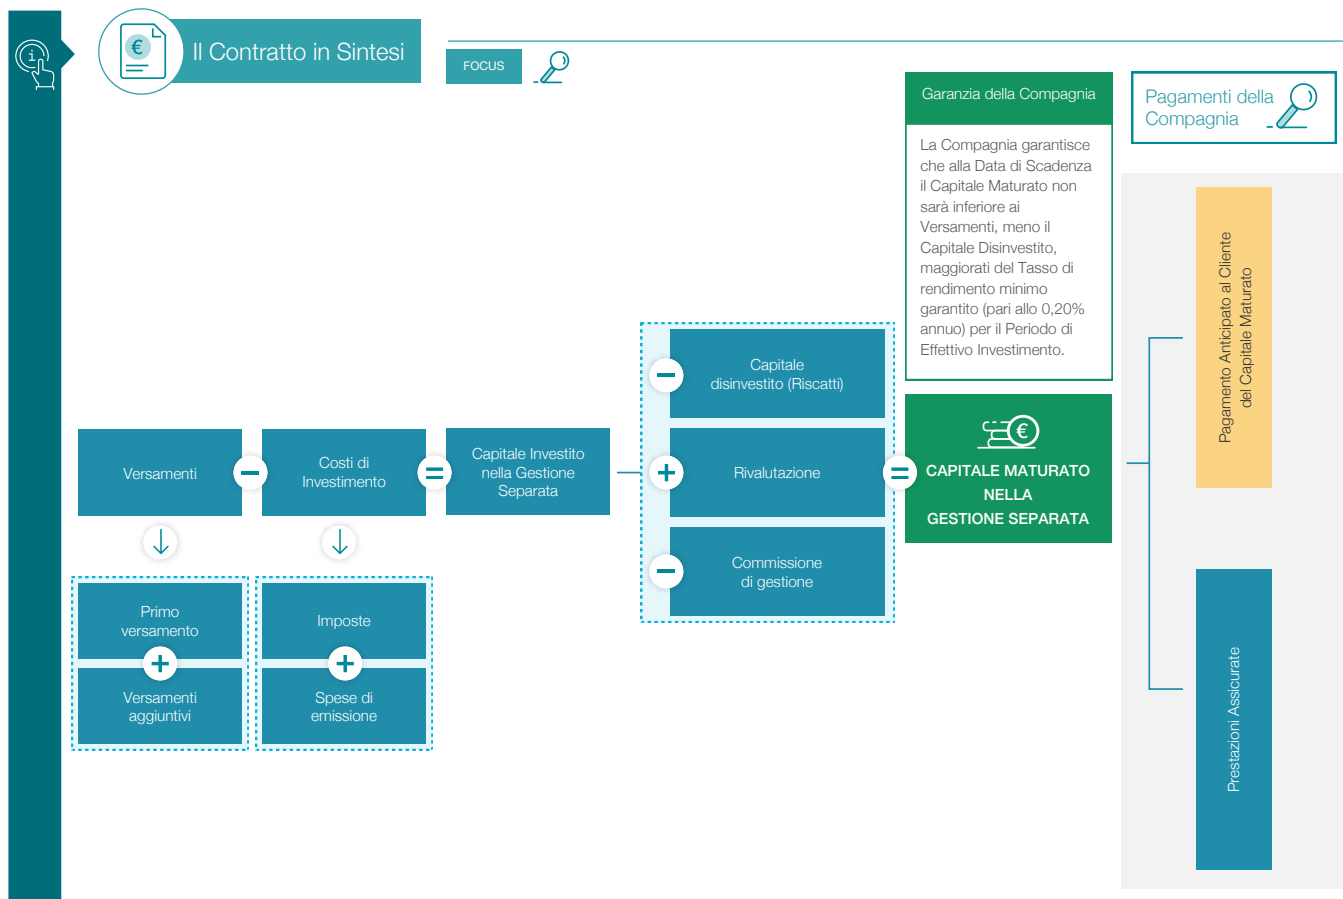 i
€
Il Contratto in Sintesi
FOCUS
Garanzia della Compagnia
La Compagnia garantisce
che alla Data di Scadenza
il Capitale Maturato non
sarà inferiore ai
Versamenti, meno il
Capitale Disinvestito,
maggiorati del Tasso di
rendimento minimo
garantito (pari allo 0,20%
annuo) per il Periodo di
Effettivo Investimento.
Pagamenti della
Compagnia
Versamenti
−
Costi di
Investimento
=
Capitale Investito
nella Gestione
Separata
−
Capitale
disinvestito (Riscatti)
+
Rivalutazione
−
Commissione
di gestione
=
€
CAPITALE MATURATO
NELLA
GESTIONE SEPARATA
Primo
versamento
+
Versamenti
aggiuntivi
Imposte
+
Spese di
emissione
Pagamento Anticipato al Cliente
del Capitale Maturato
Prestazioni Assicurate